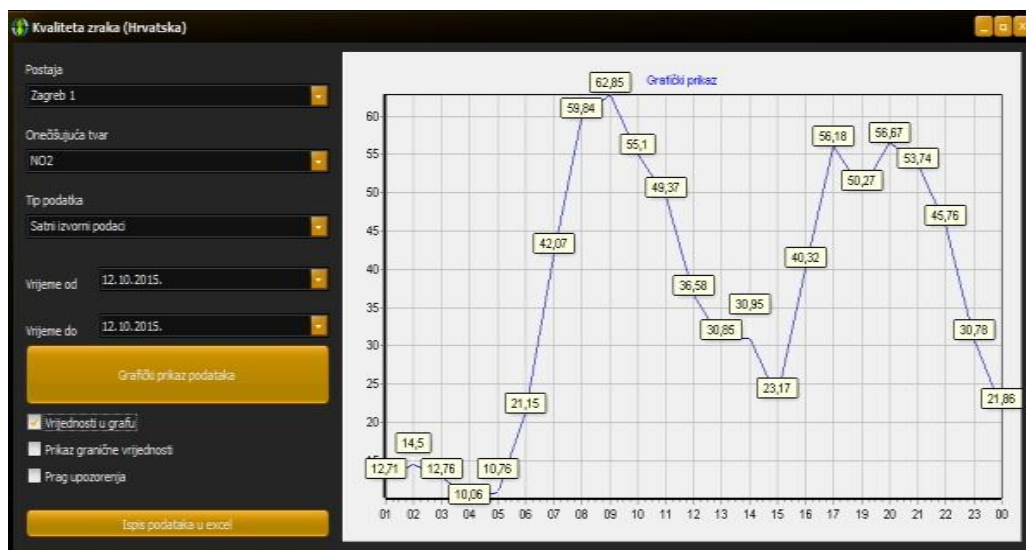 Kvaliteta zraka (Hrvatska)
Postaja
Zagreb 1
Onečišujuća tvar
NO2
Tip podatka
Satni izvorni podaci
Vrijeme od 12.10.2015.
Vrijeme do 12.10.2015.
Grafički prikaz podataka
Vrijednosti u grafu
Prikaz granične vrijednosti
Prag upozorenja
Ispis podataka u excel
Grafički prikaz
60
55
50
45
40
35
30
25
20
15
12,71
14,5
12,76
10,06
10,76
21,15
42,07
59,84
62,85
55,1
49,37
36,58
30,85
30,95
23,17
40,32
56,18
50,27
56,67
53,74
45,76
30,78
21,86
01 02 03 04 05 06 07 08 09 10 11 12 13 14 15 16 17 18 19 20 21 22 23 00